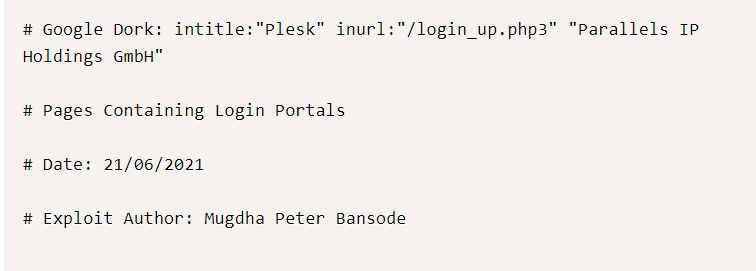 # Google Dork: intitle:"Plesk" inurl:"/login_up.php3" "Parallels IP
Holdings GmbH"
# Pages Containing Login Portals
# Date: 21/06/2021
# Exploit Author: Mugdha Peter Bansode